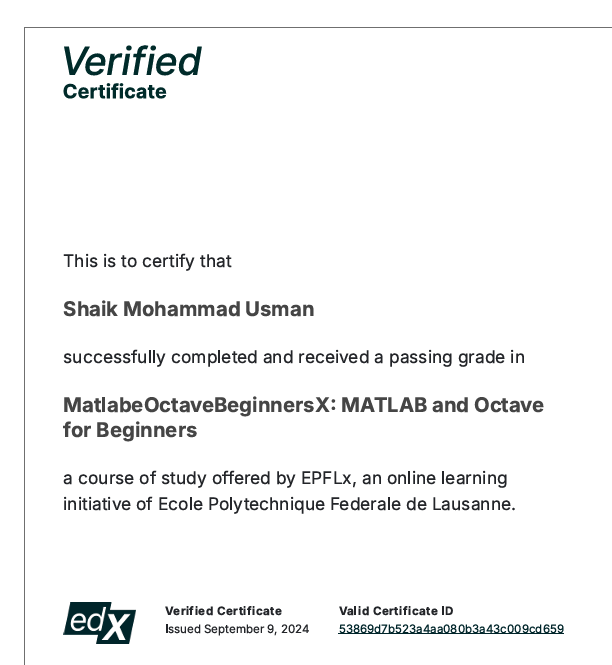 Verified
Certificate
This is to certify that
Shaik Mohammad Usman
successfully completed and received a passing grade in
MatlabeOctaveBeginnersX: MATLAB and Octave
for Beginners
a course of study offered by EPFLx, an online learning
initiative of Ecole Polytechnique Federale de Lausanne.
edX
Verified Certificate
Issued September 9, 2024
Valid Certificate ID
53869d7b523a4aa080b3a43c009cd659